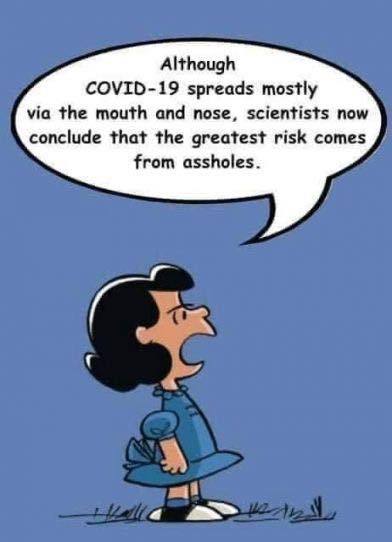 Although
COVID-19 spreads mostly
via the mouth and nose, scientists now
conclude that the greatest risk comes
from assholes.